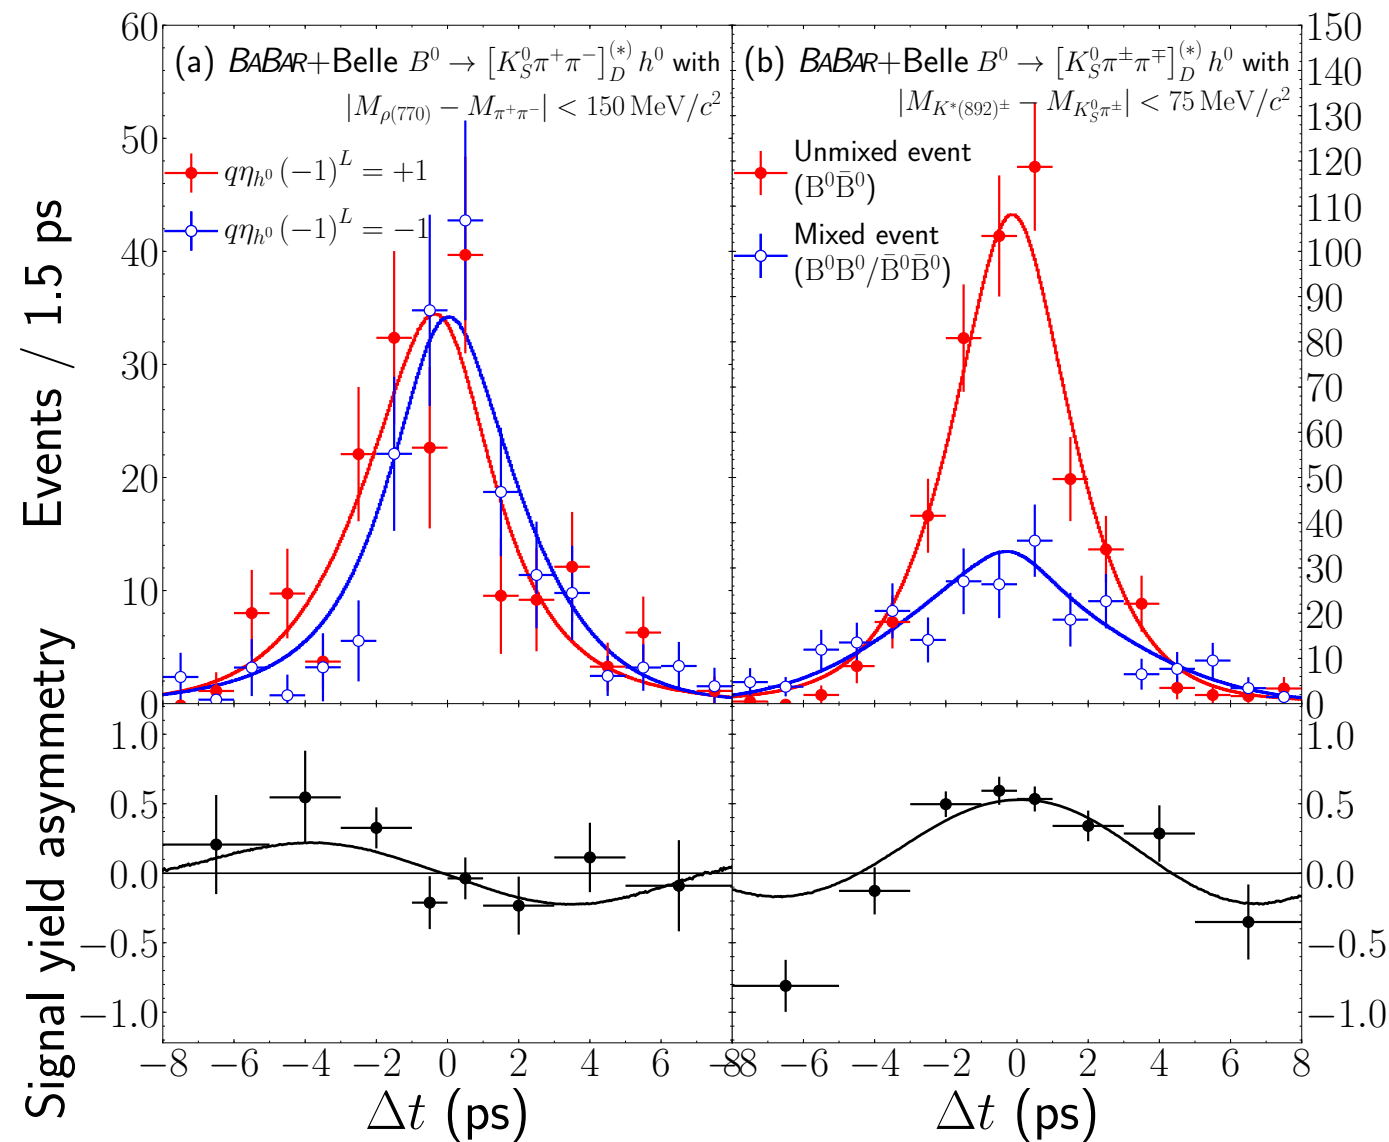 (a) BABAR+Belle B⁰ → [K_S⁰π⁺π⁻]_D^(*) h⁰ with
|M_ρ(770) − M_π⁺π⁻| < 150 MeV/c²
qη_h⁰ (−1)^L = +1
qη_h⁰ (−1)^L = −1
(b) BABAR+Belle B⁰ → [K_S⁰π^±π^∓]_D^(*) h⁰ with
|M_K*(892)^± − M_K_S⁰π^±| < 75 MeV/c²
Unmixed event
(B⁰B̄⁰)
Mixed event
(B⁰B⁰/B̄⁰B̄⁰)
Events / 1.5 ps
60
50
40
30
20
10
0
150
140
130
120
110
100
90
80
70
60
50
40
30
20
10
0
Signal yield asymmetry
1.0
0.5
0.0
−0.5
−1.0
1.0
0.5
0.0
−0.5
−1.0
−8 −6 −4 −2 0 2 4 6 −8 −6 −4 −2 0 2 4 6 8
Δt (ps) Δt (ps)